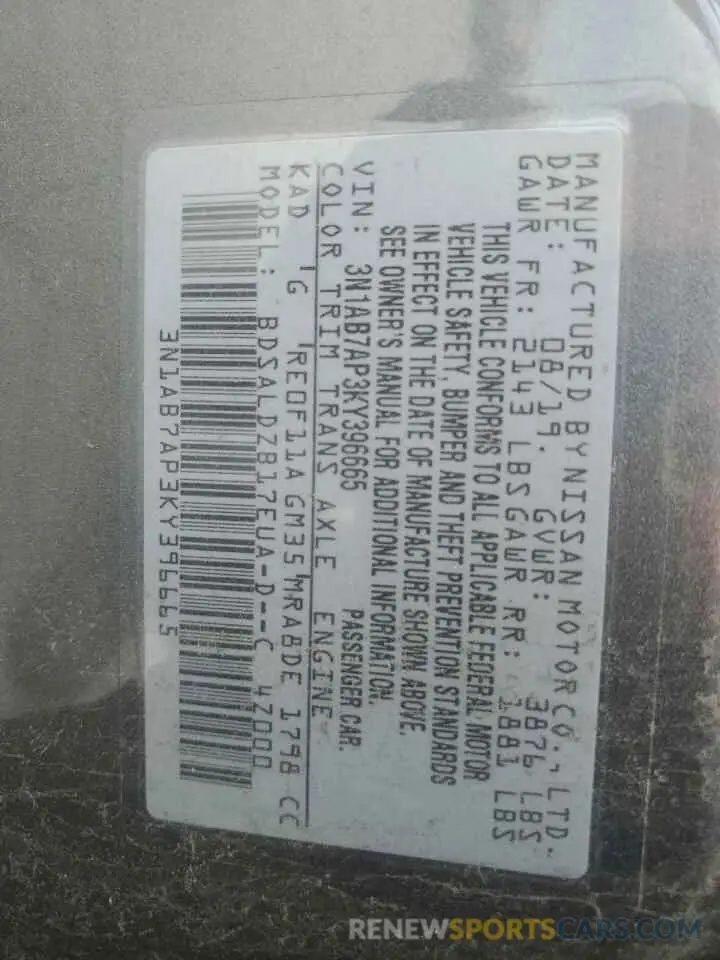 MANUFACTURED BY NISSAN MOTOR CO., LTD.
DATE: 08/19. GVWR: 3876 LBS.
GAWR FR: 2143 LBS GAWR RR: 1881 LBS
THIS VEHICLE CONFORMS TO ALL APPLICABLE FEDERAL MOTOR
VEHICLE SAFETY, BUMPER AND THEFT PREVENTION STANDARDS
IN EFFECT ON THE DATE OF MANUFACTURE SHOWN ABOVE.
SEE OWNER'S MANUAL FOR ADDITIONAL INFORMATION.
VIN: 3N1AB7AP3KY396665 PASSENGER CAR.
COLOR TRIM TRANS AXLE ENGINE
KAD 'G 'RE0F11A GM35 'MRA8DE 1798 CC
MODEL: BDSALDZB17EUA-D--C 4Z000
3N1AB7AP3KY396665
RENEWSPORTSCARS.COM